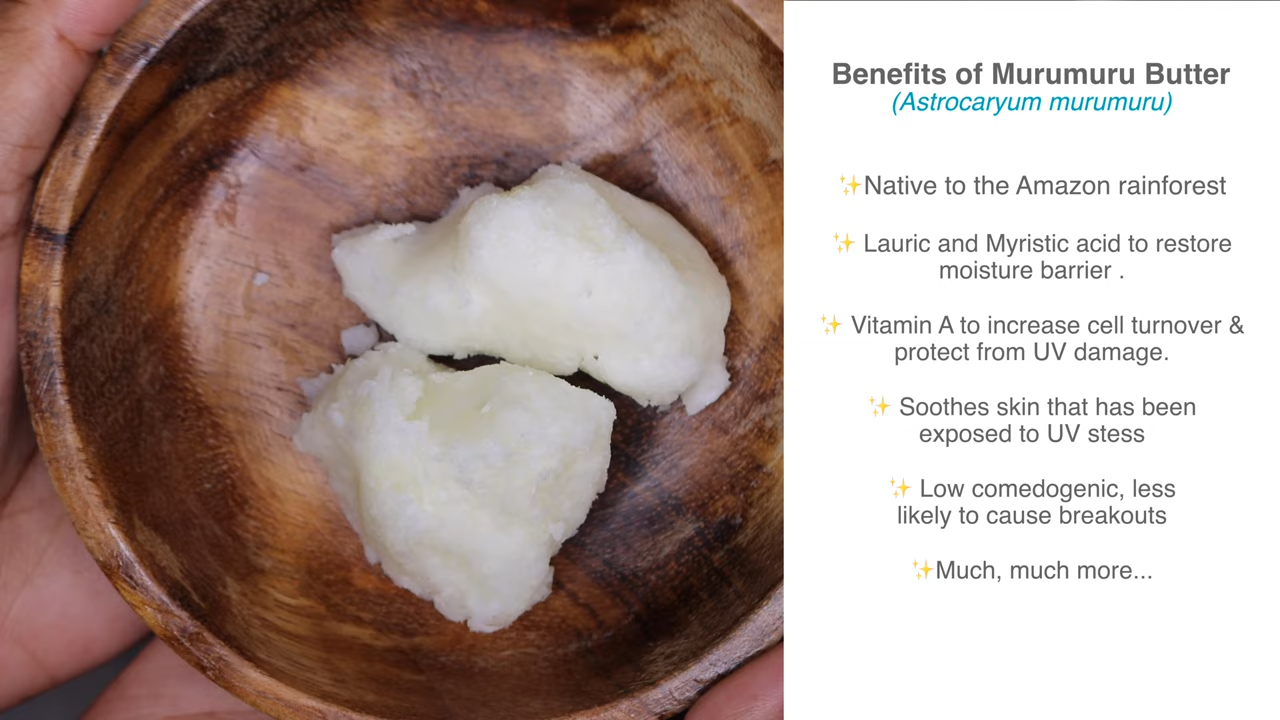 Benefits of Murumuru Butter
(Astrocaryum murumuru)
✨Native to the Amazon rainforest
✨ Lauric and Myristic acid to restore
moisture barrier .
✨ Vitamin A to increase cell turnover &
protect from UV damage.
✨ Soothes skin that has been
exposed to UV stess
✨ Low comedogenic, less
likely to cause breakouts
✨Much, much more...